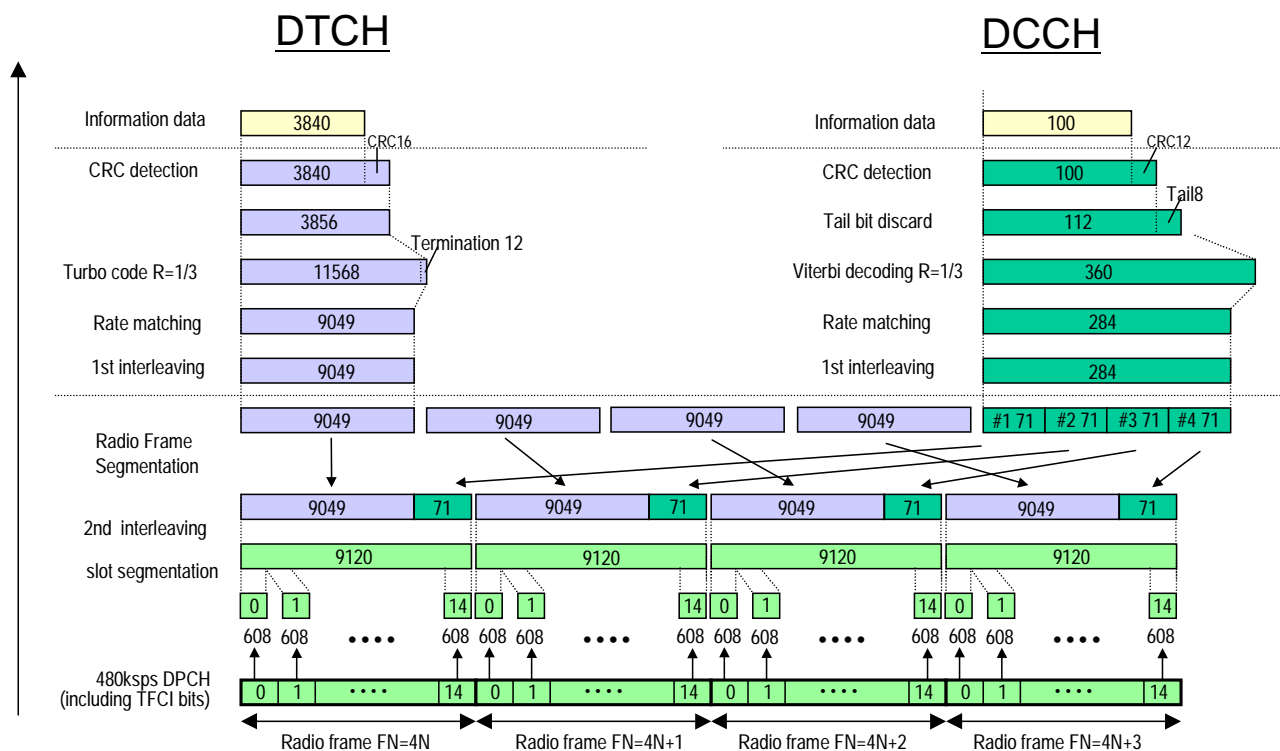 DTCH DCCH
Information data 3840 Information data 100
CRC16 CRC12
CRC detection 3840 CRC detection 100
Tail8
3856 Tail bit discard 112
Termination 12
Turbo code R=1/3 11568 Viterbi decoding R=1/3 360
Rate matching 9049 Rate matching 284
1st interleaving 9049 1st interleaving 284
9049 9049 9049 9049 #1 71 #2 71 #3 71 #4 71
Radio Frame
Segmentation
9049 71 9049 71 9049 71 9049 71
2nd interleaving
9120 9120 9120 9120
slot segmentation
0 1 14 0 1 14 0 1 14 0 1 14
608 608 •••• 608 608 608 •••• 608 608 608 •••• 608 608 608 •••• 608
480ksps DPCH
(including TFCI bits)
0 1 •••• 14 0 1 •••• 14 0 1 •••• 14 0 1 •••• 14
Radio frame FN=4N Radio frame FN=4N+1 Radio frame FN=4N+2 Radio frame FN=4N+3